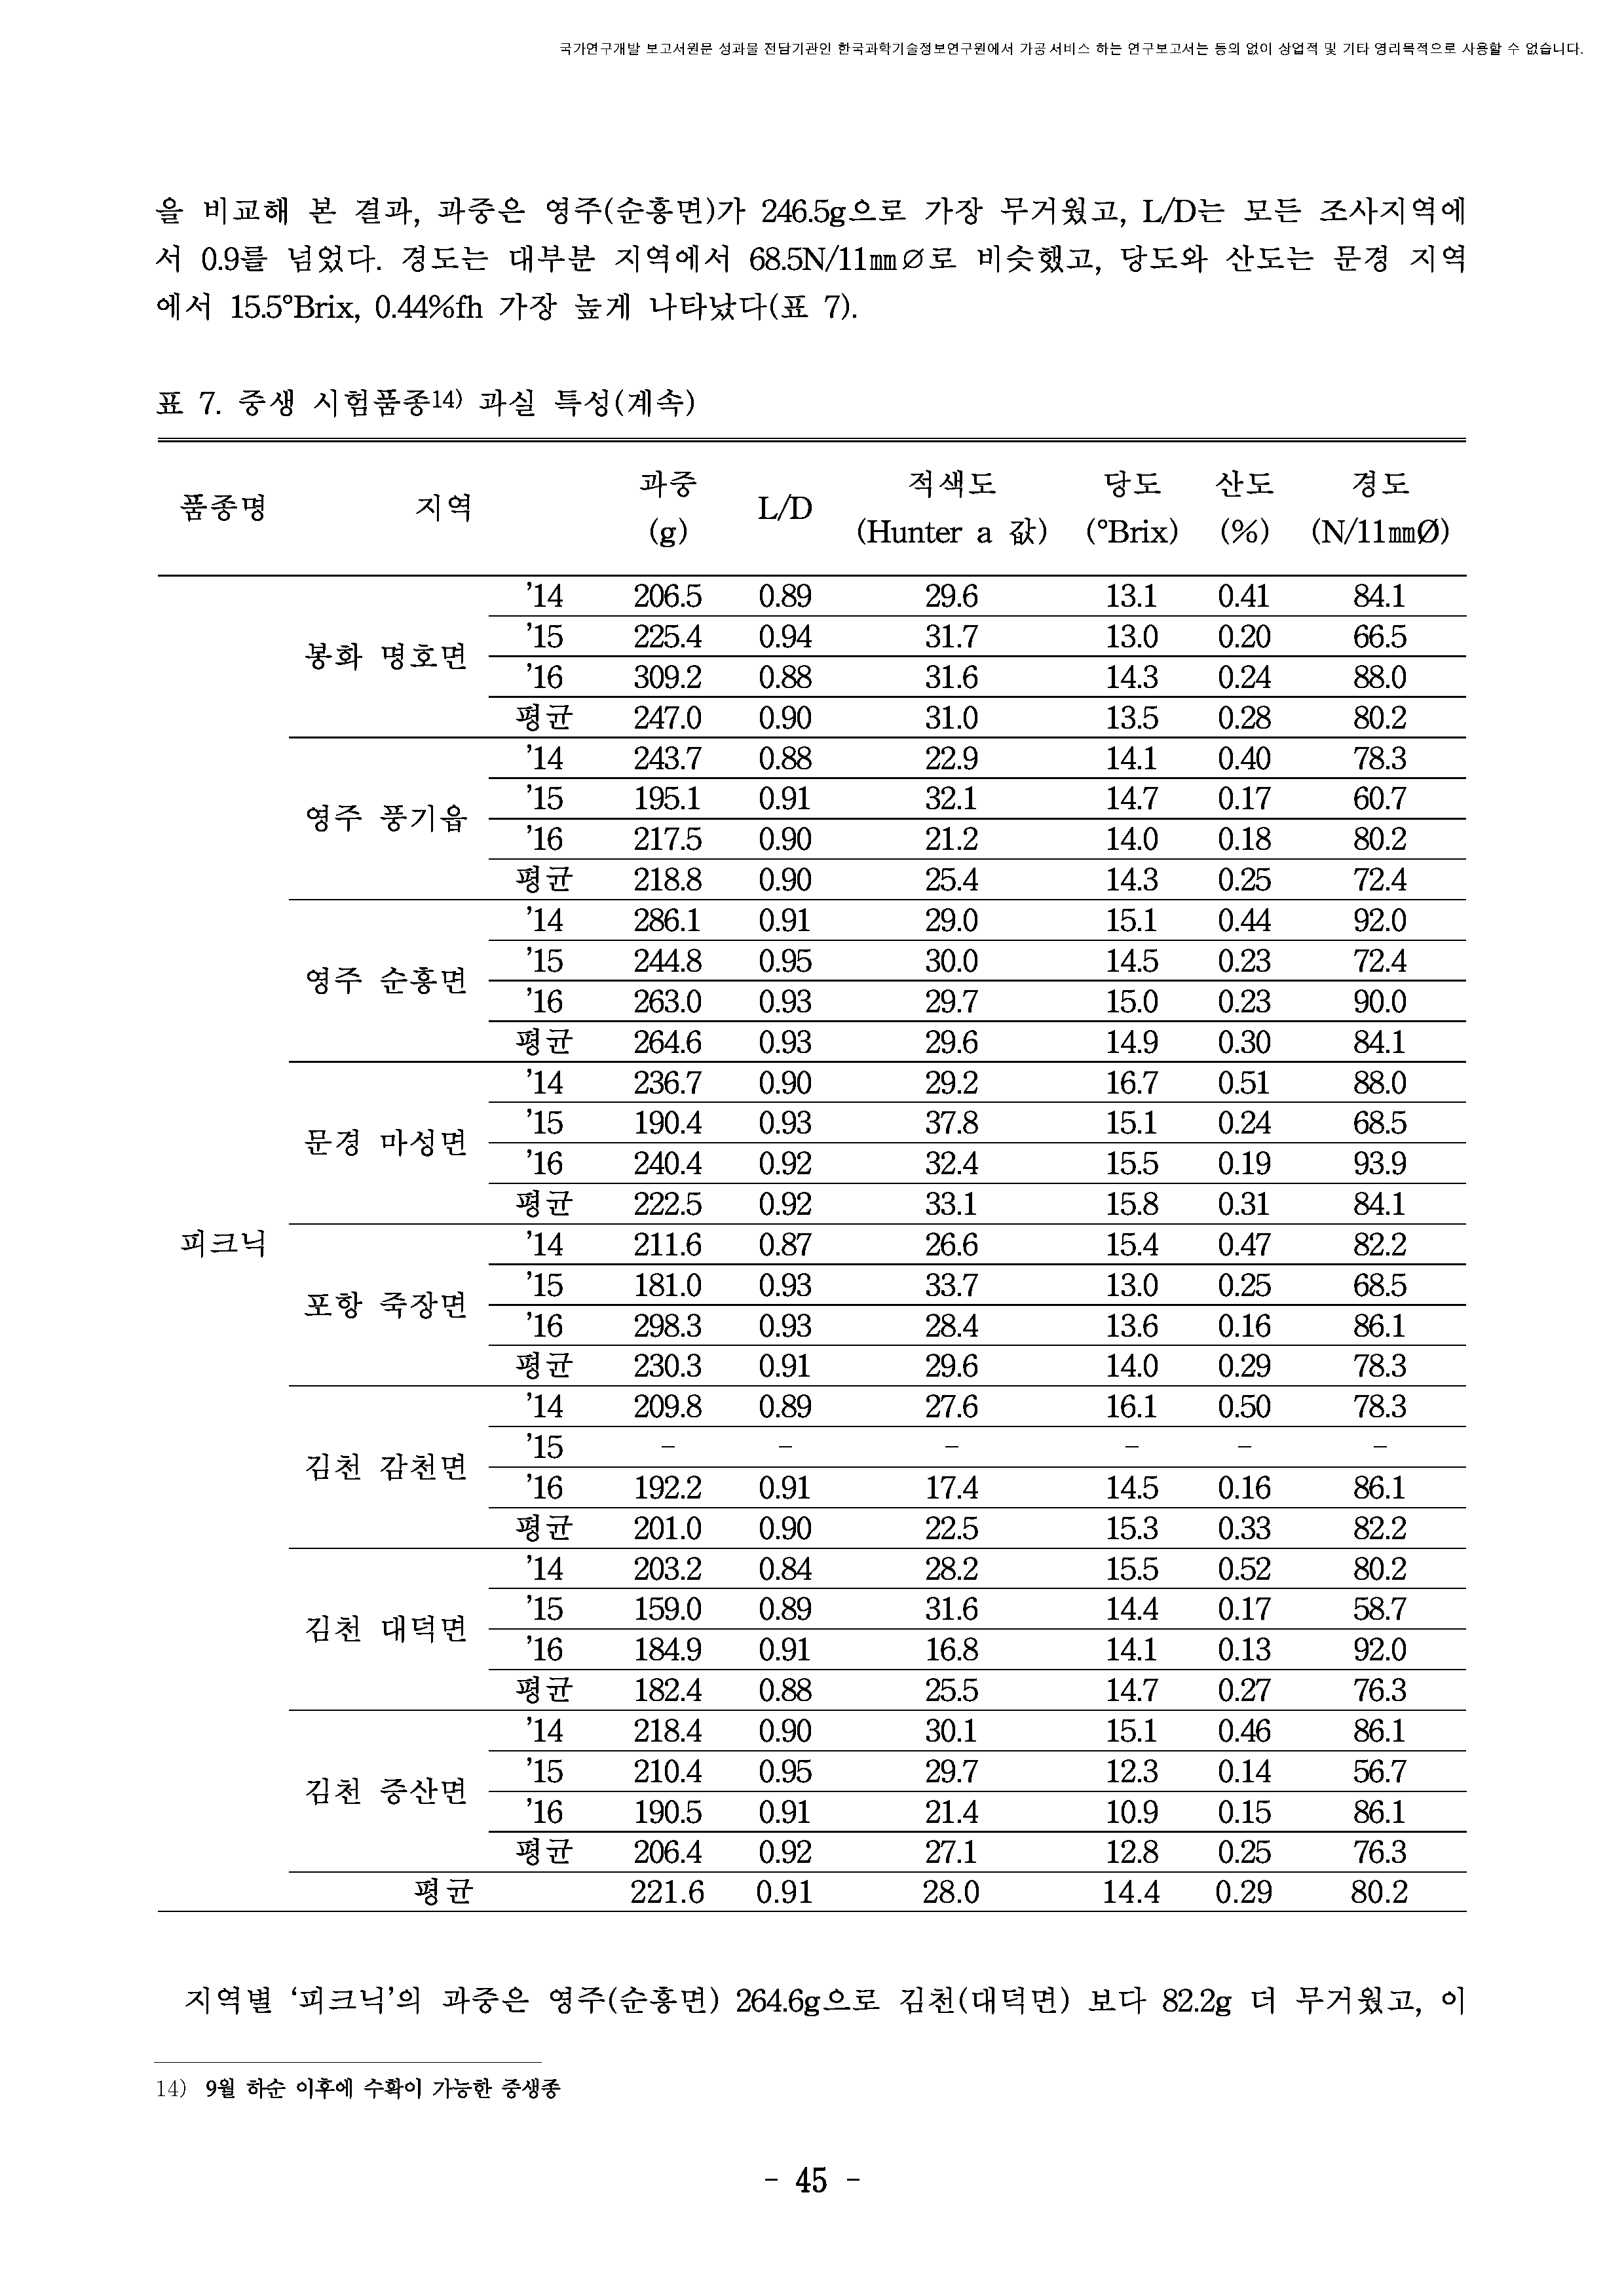 국가연구개발 보고서원문 성과물 전담기관인 한국과학기술정보연구원에서 가공·서비스 하는 연구보고서는 동의 없이 상업적 및 기타 영리목적으로 사용할 수 없습니다.
을 비교해 본 결과, 과중은 영주(순흥면)가 246.5g으로 가장 무거웠고, L/D는 모든 조사지역에
서 0.9를 넘었다. 경도는 대부분 지역에서 68.5N/11㎜∅로 비슷했고, 당도와 산도는 문경 지역
에서 15.5°Brix, 0.44%fh 가장 높게 나타났다(표 7).
표 7. 중생 시험품종14) 과실 특성(계속)
품종명 지역 과중 (g) L/D 적색도 (Hunter a 값) 당도 (°Brix) 산도 (%) 경도 (N/11㎜Ø)
피크닉
봉화 명호면
’14 206.5 0.89 29.6 13.1 0.41 84.1
’15 225.4 0.94 31.7 13.0 0.20 66.5
’16 309.2 0.88 31.6 14.3 0.24 88.0
평균 247.0 0.90 31.0 13.5 0.28 80.2
영주 풍기읍
’14 243.7 0.88 22.9 14.1 0.40 78.3
’15 195.1 0.91 32.1 14.7 0.17 60.7
’16 217.5 0.90 21.2 14.0 0.18 80.2
평균 218.8 0.90 25.4 14.3 0.25 72.4
영주 순흥면
’14 286.1 0.91 29.0 15.1 0.44 92.0
’15 244.8 0.95 30.0 14.5 0.23 72.4
’16 263.0 0.93 29.7 15.0 0.23 90.0
평균 264.6 0.93 29.6 14.9 0.30 84.1
문경 마성면
’14 236.7 0.90 29.2 16.7 0.51 88.0
’15 190.4 0.93 37.8 15.1 0.24 68.5
’16 240.4 0.92 32.4 15.5 0.19 93.9
평균 222.5 0.92 33.1 15.8 0.31 84.1
포항 죽장면
’14 211.6 0.87 26.6 15.4 0.47 82.2
’15 181.0 0.93 33.7 13.0 0.25 68.5
’16 298.3 0.93 28.4 13.6 0.16 86.1
평균 230.3 0.91 29.6 14.0 0.29 78.3
김천 감천면
’14 209.8 0.89 27.6 16.1 0.50 78.3
’15 - - - - - -
’16 192.2 0.91 17.4 14.5 0.16 86.1
평균 201.0 0.90 22.5 15.3 0.33 82.2
김천 대덕면
’14 203.2 0.84 28.2 15.5 0.52 80.2
’15 159.0 0.89 31.6 14.4 0.17 58.7
’16 184.9 0.91 16.8 14.1 0.13 92.0
평균 182.4 0.88 25.5 14.7 0.27 76.3
김천 증산면
’14 218.4 0.90 30.1 15.1 0.46 86.1
’15 210.4 0.95 29.7 12.3 0.14 56.7
’16 190.5 0.91 21.4 10.9 0.15 86.1
평균 206.4 0.92 27.1 12.8 0.25 76.3
평균 221.6 0.91 28.0 14.4 0.29 80.2
지역별 ‘피크닉’의 과중은 영주(순흥면) 264.6g으로 김천(대덕면) 보다 82.2g 더 무거웠고, 이
14) 9월 하순 이후에 수확이 가능한 중생종
- 45 -